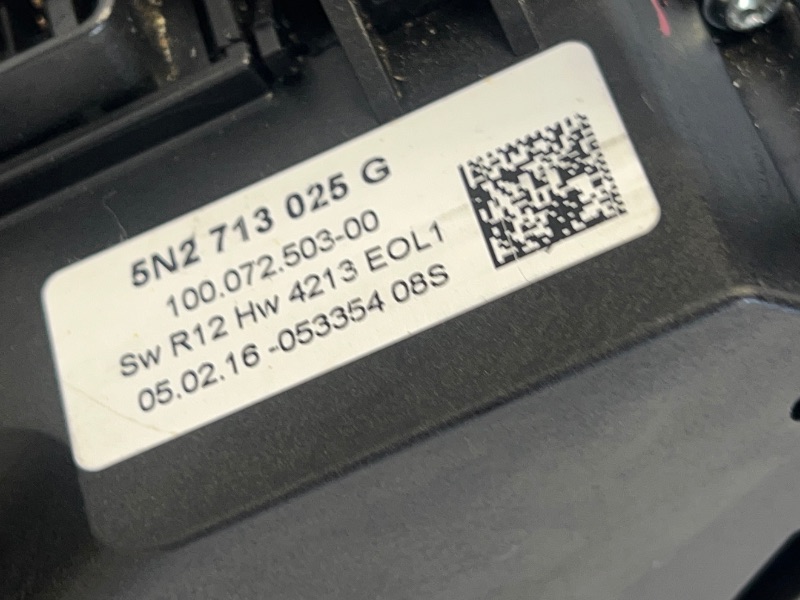 5N2 713 025 G
100.072.503-00
Sw R12 Hw 4213 EOL1
05.02.16 -053354 08S